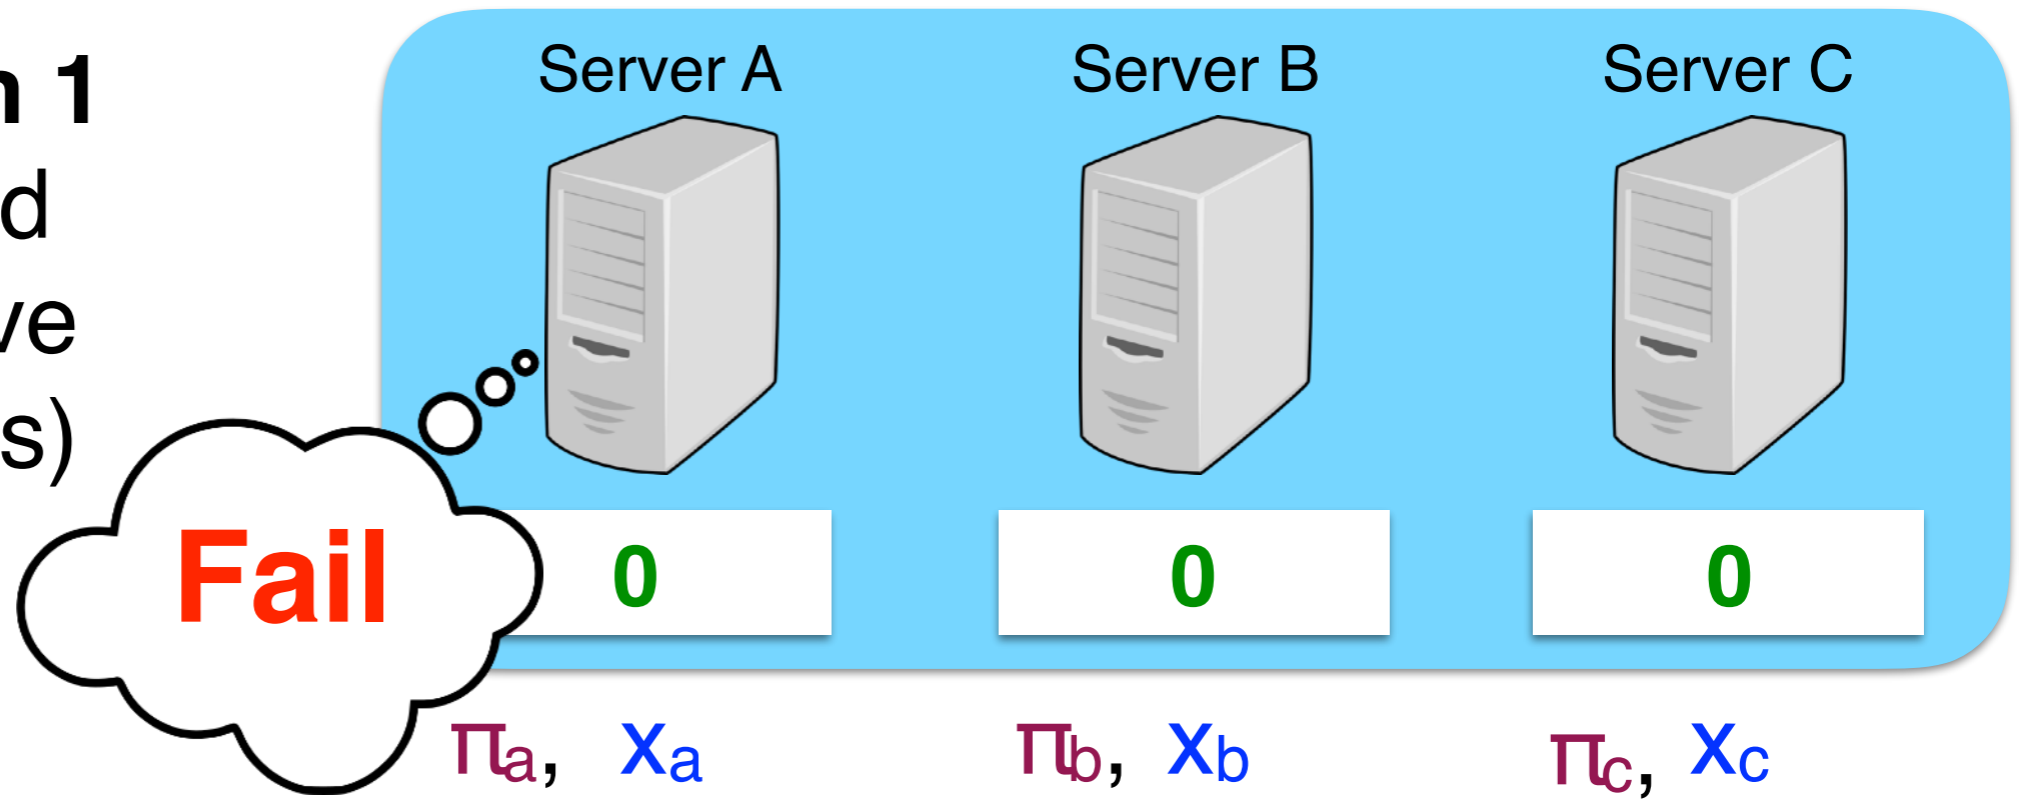 n 1
d
ve
s)
Server A Server B Server C
Fail
0 0 0
πa, xa πb, xb πc, xc